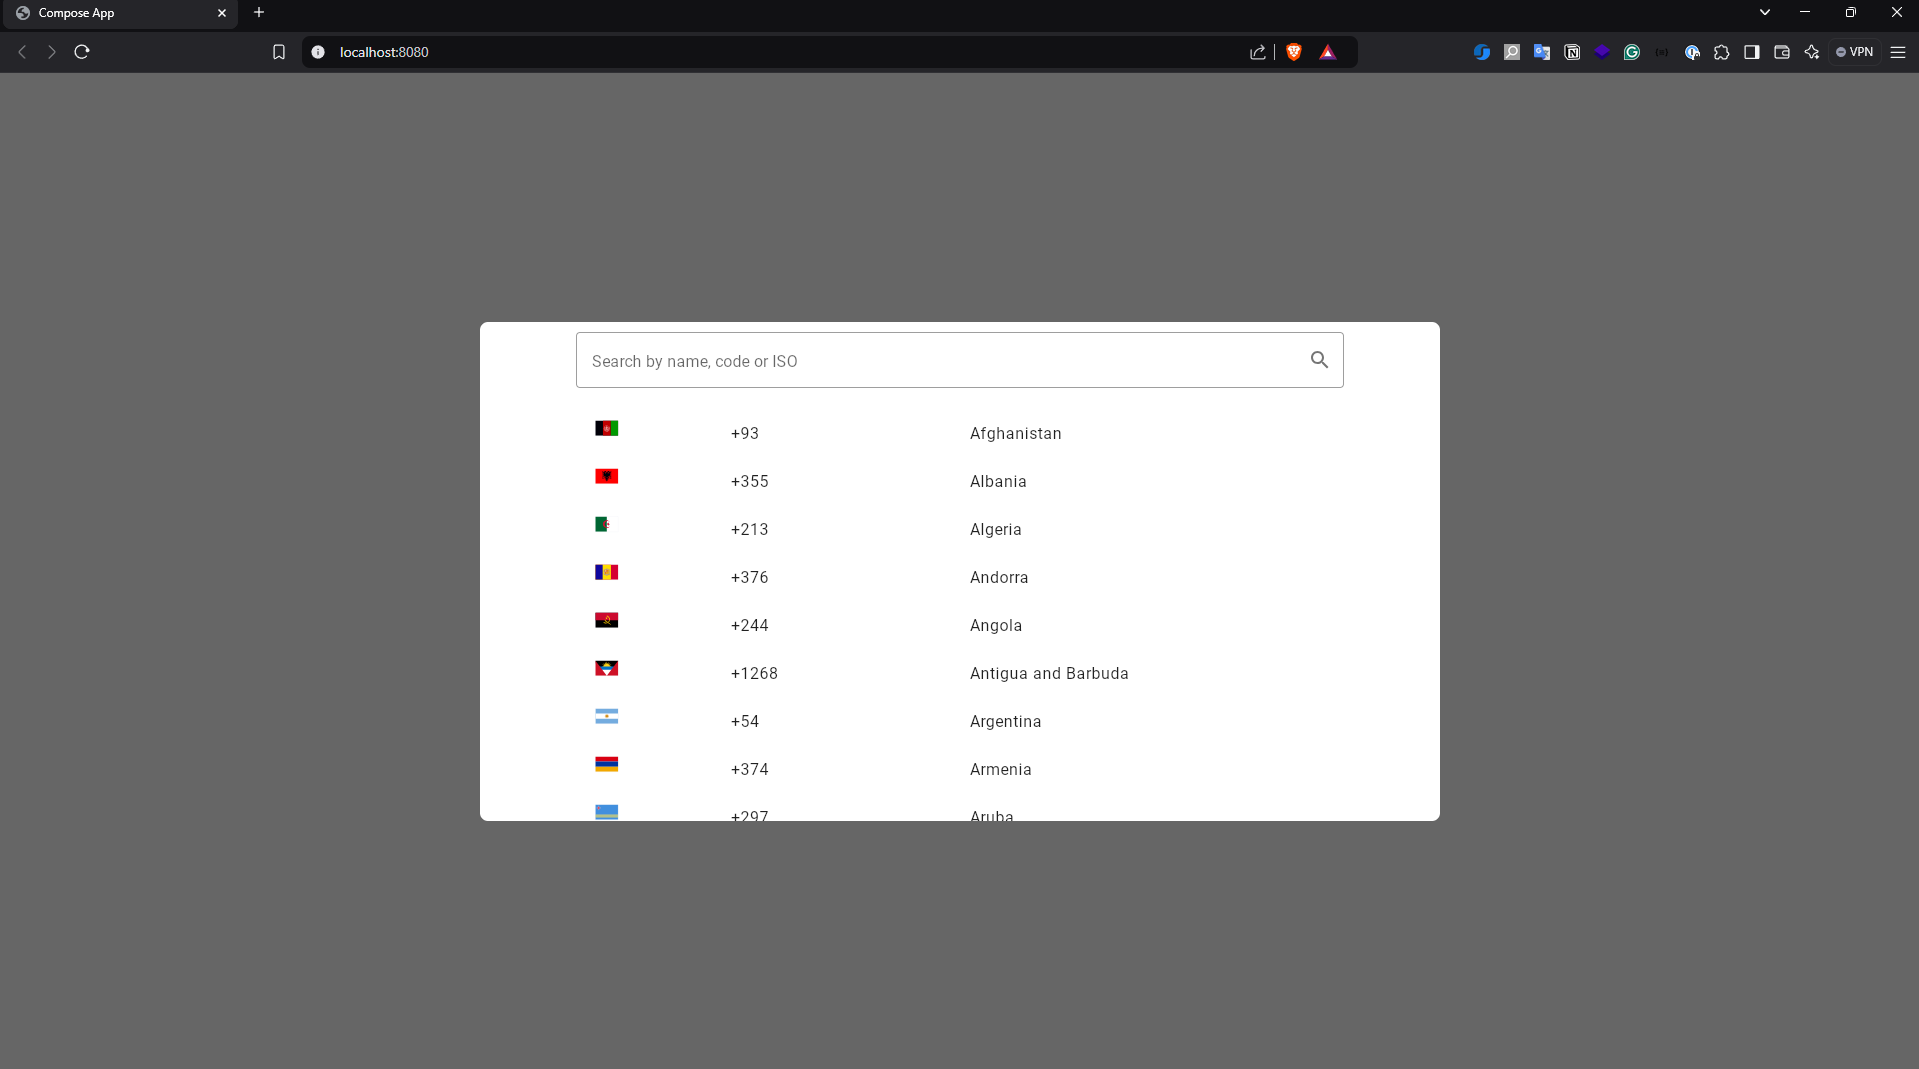 Compose App
localhost:8080
VPN
Search by name, code or ISO
+93 Afghanistan
+355 Albania
+213 Algeria
+376 Andorra
+244 Angola
+1268 Antigua and Barbuda
+54 Argentina
+374 Armenia
+297 Aruba